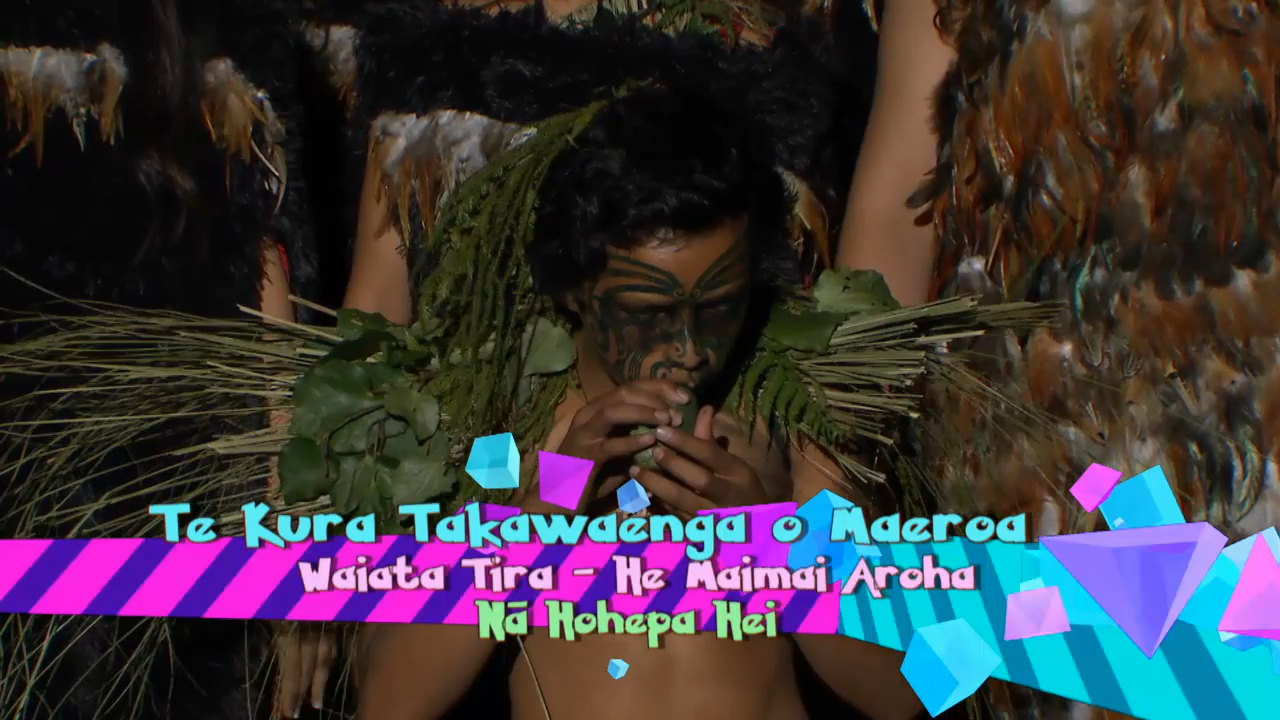 Te Kura Takawaenga o Maeroa
Waiata Tira - He Maimai Aroha
Nā Hohepa Hei